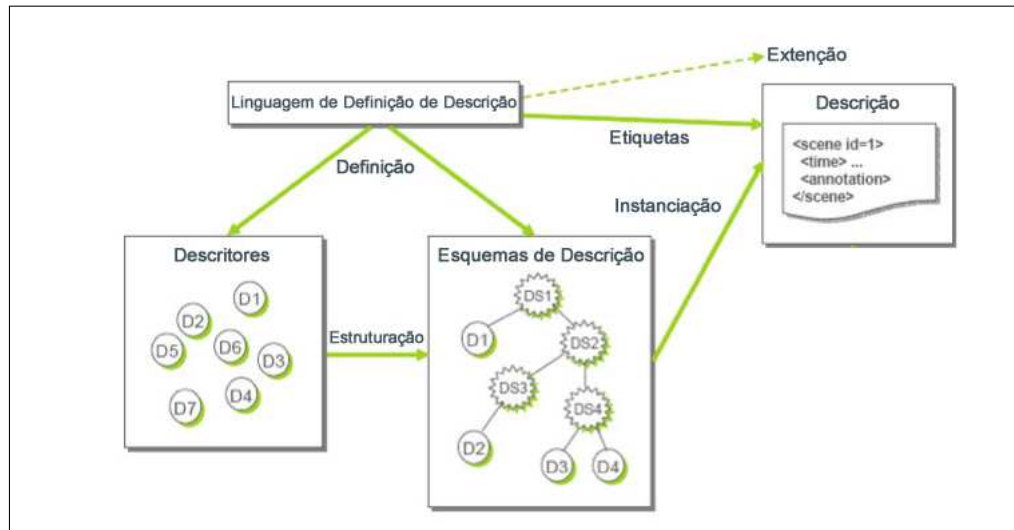 Extenção
Linguagem de Definição de Descrição
Descrição
Etiquetas
<scene id=1>
<time> ...
<annotation>
</scene>
Definição
Instanciação
Descritores
D1
D2
D5
D6
D3
D4
D7
Estruturação
Esquemas de Descrição
DS1
D1
DS2
DS3
DS4
D2
D3
D4